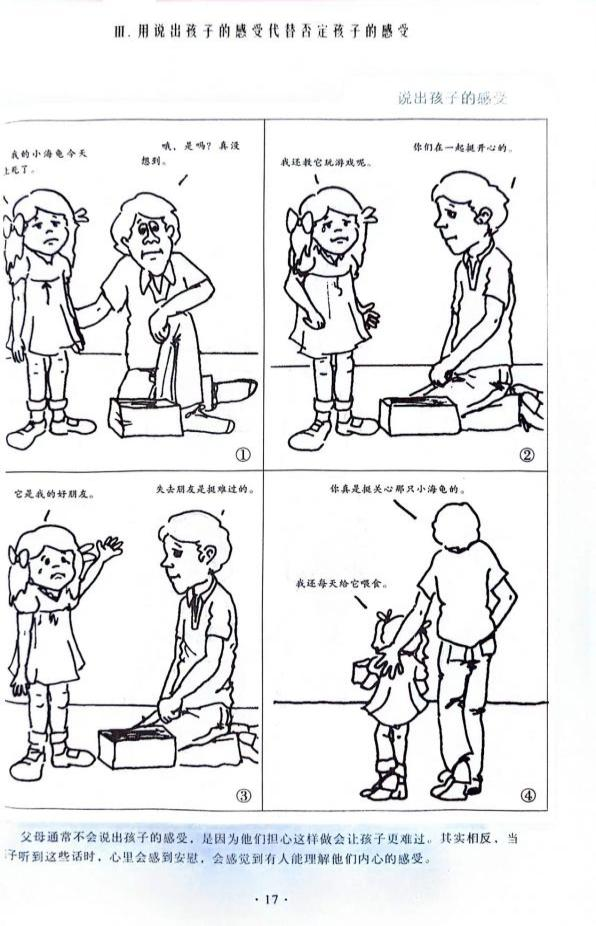 Ⅲ.用说出孩子的感受代替否定孩子的感受
说出孩子的感受
我的小海龟今天
上死了。
哦，是吗？真没
想到。
①
我还教它玩游戏呢。
你们在一起挺开心的。
②
它是我的好朋友。
失去朋友是挺难过的。
③
你真是挺关心那只小海龟的。
我还每天给它喂食。
④
父母通常不会说出孩子的感受，是因为他们担心这样做会让孩子更难过。其实相反，当
子听到这些话时，心里会感到安慰，会感觉到有人能理解他们内心的感受。
·17·